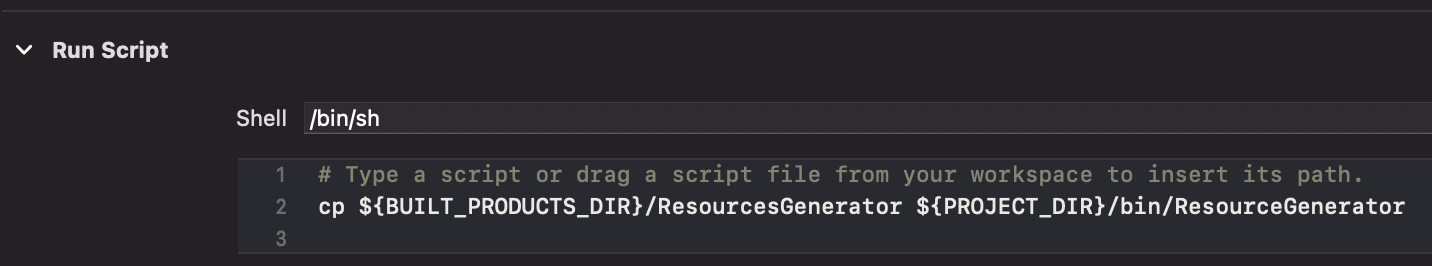 Run Script
Shell /bin/sh
1 # Type a script or drag a script file from your workspace to insert its path.
2 cp ${BUILT_PRODUCTS_DIR}/ResourcesGenerator ${PROJECT_DIR}/bin/ResourceGenerator
3